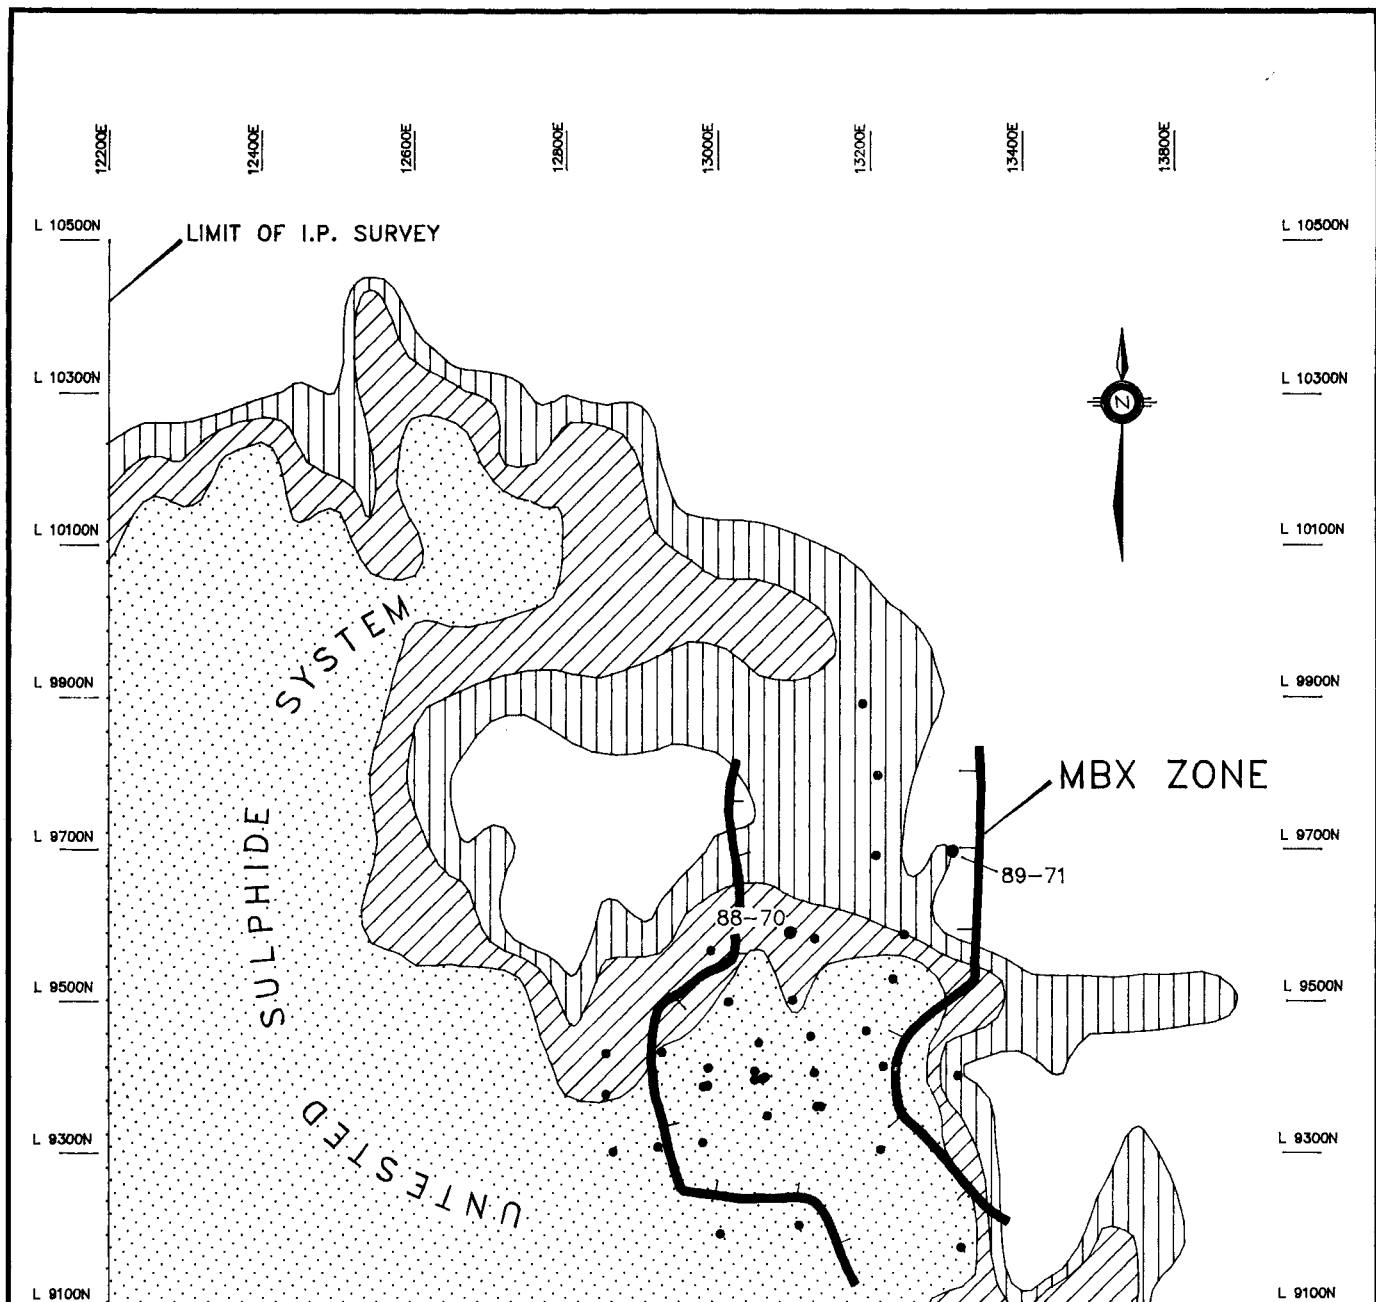 12200E
12400E
12600E
12800E
13000E
13200E
13400E
13800E
L 10500N
L 10500N
LIMIT OF I.P. SURVEY
L 10300N
L 10300N
N
L 10100N
L 10100N
SYSTEM
L 9900N
L 9900N
MBX ZONE
L 9700N
L 9700N
89-71
SULPHIDE
88-70
L 9500N
L 9500N
UNTESTED
L 9300N
L 9300N
L 9100N
L 9100N